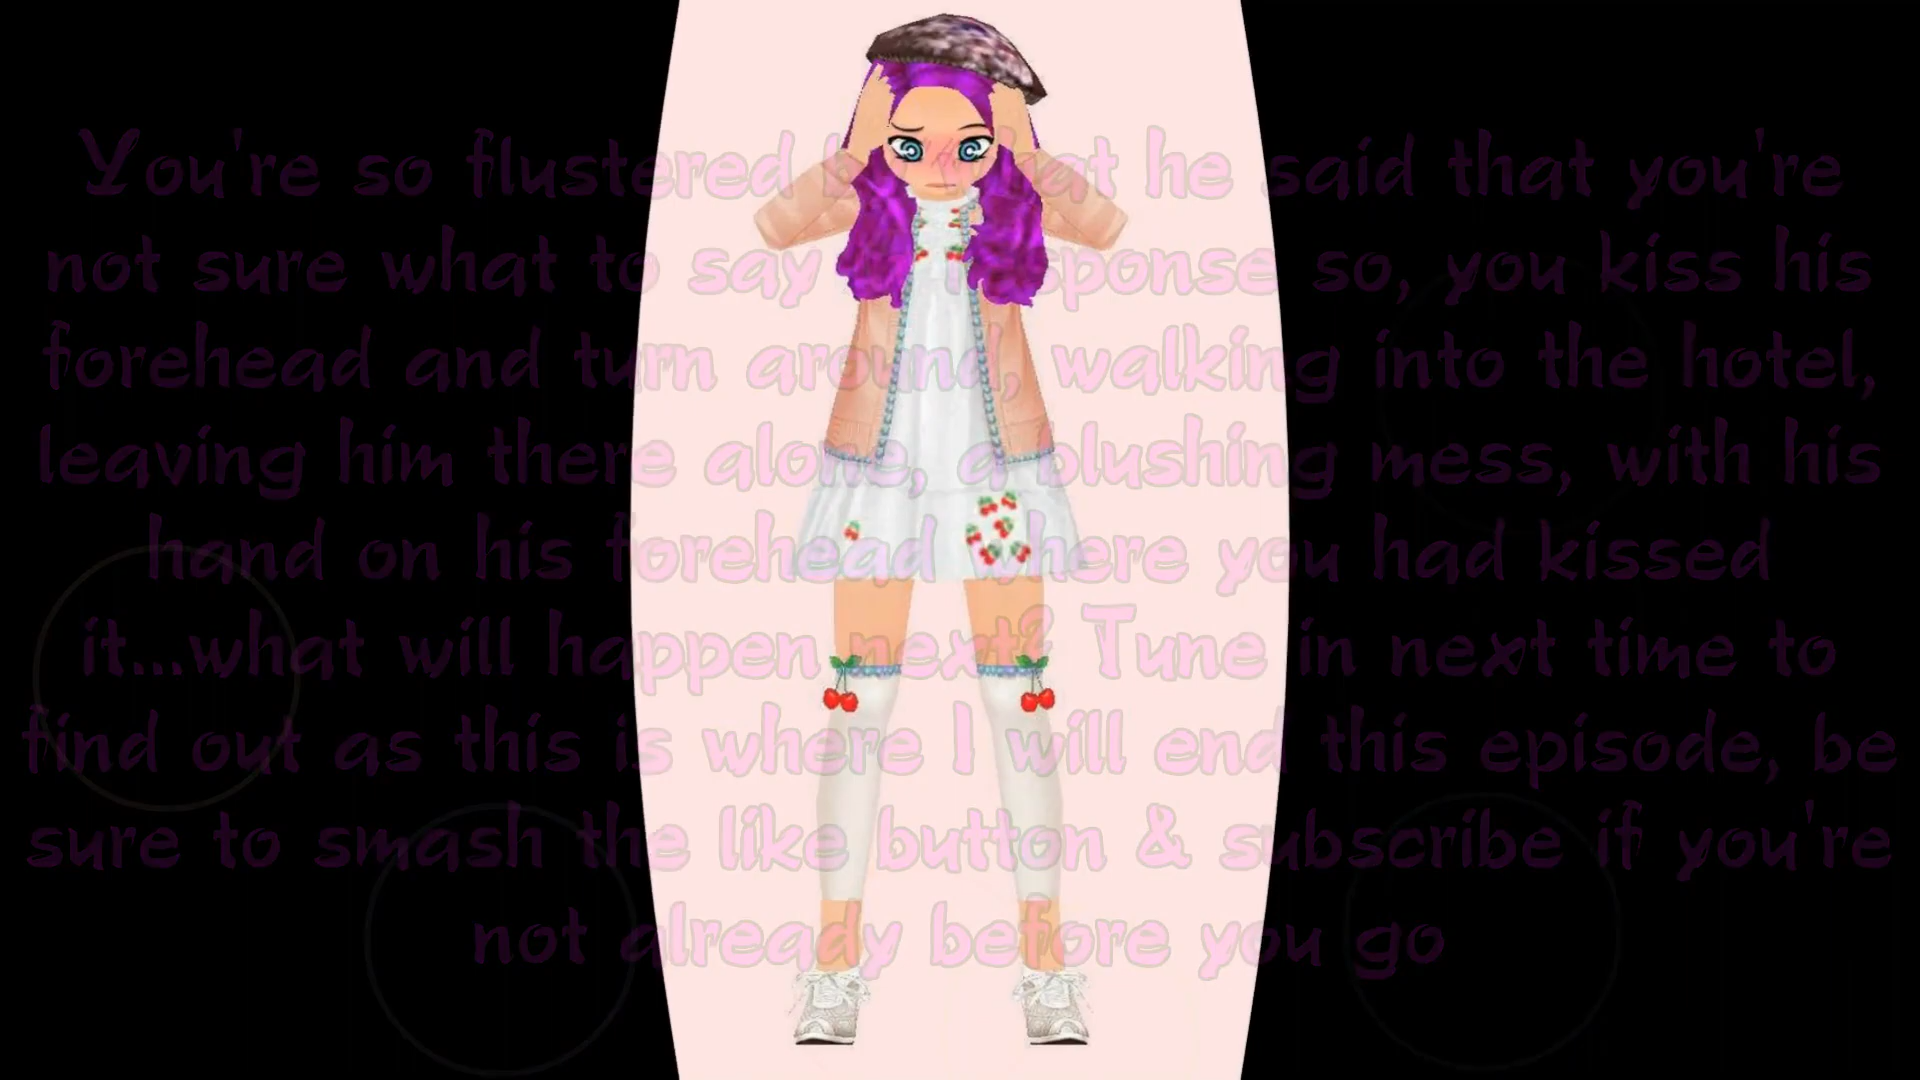 You're so flustered by what he said that you're
not sure what to say in response so, you kiss his
forehead and turn around, walking into the hotel,
leaving him there alone, a blushing mess, with his
hand on his forehead where you had kissed
it...what will happen next? Tune in next time to
find out as this is where I will end this episode, be
sure to smash the like button & subscribe if you're
not already before you go